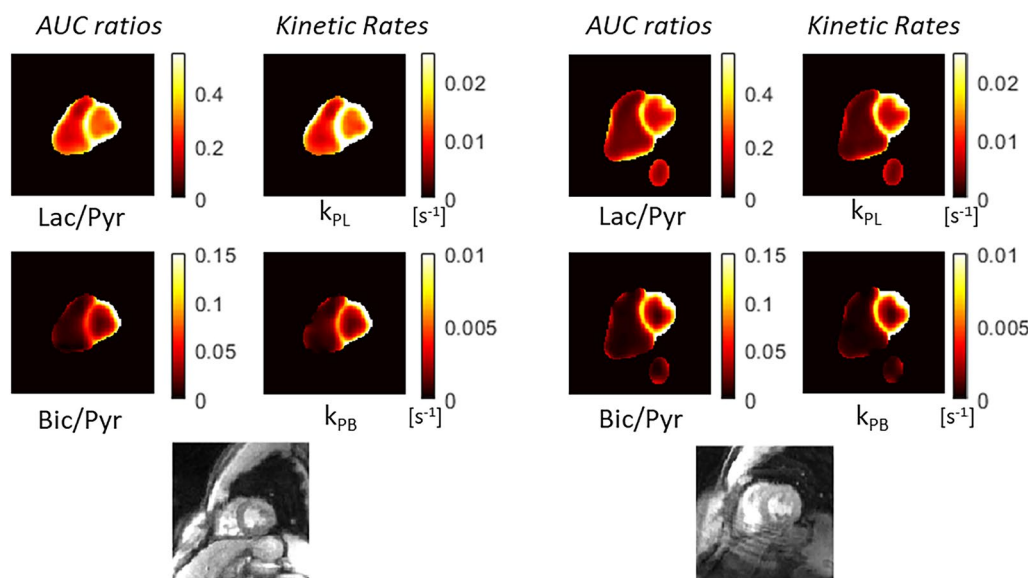 AUC ratios Kinetic Rates AUC ratios Kinetic Rates
0.4 0.02 0.4 0.02
0.2 0.01 0.2 0.01
0 0 0 0
Lac/Pyr kPL [s-1] Lac/Pyr kPL [s-1]
0.15 0.01 0.15 0.01
0.1 0.1
0.005 0.005
0.05 0.05
0 0 0 0
Bic/Pyr kPB [s-1] Bic/Pyr kPB [s-1]